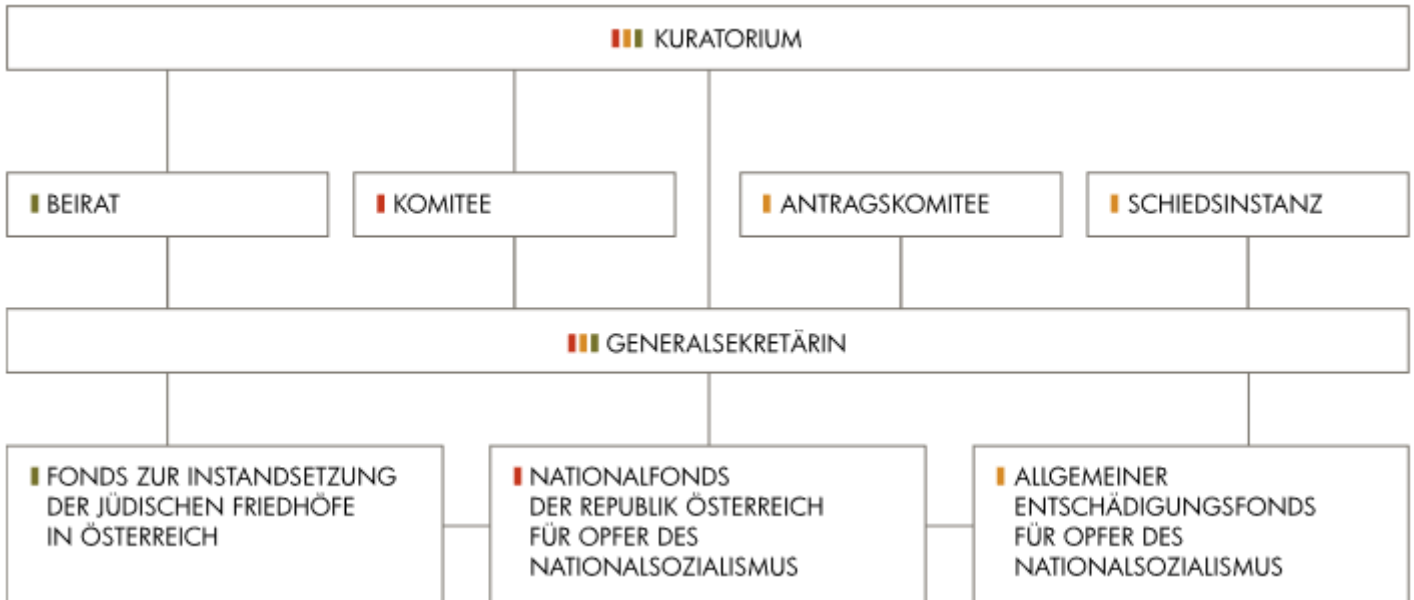 KURATORIUM
BEIRAT
KOMITEE
ANTRAGSKOMITEE
SCHIEDSINSTANZ
GENERALSEKRETÄRIN
FONDS ZUR INSTANDSETZUNG
DER JÜDISCHEN FRIEDHÖFE
IN ÖSTERREICH
NATIONALFONDS
DER REPUBLIK ÖSTERREICH
FÜR OPFER DES
NATIONALSOZIALISMUS
ALLGEMEINER
ENTSCHÄDIGUNGSFONDS
FÜR OPFER DES
NATIONALSOZIALISMUS